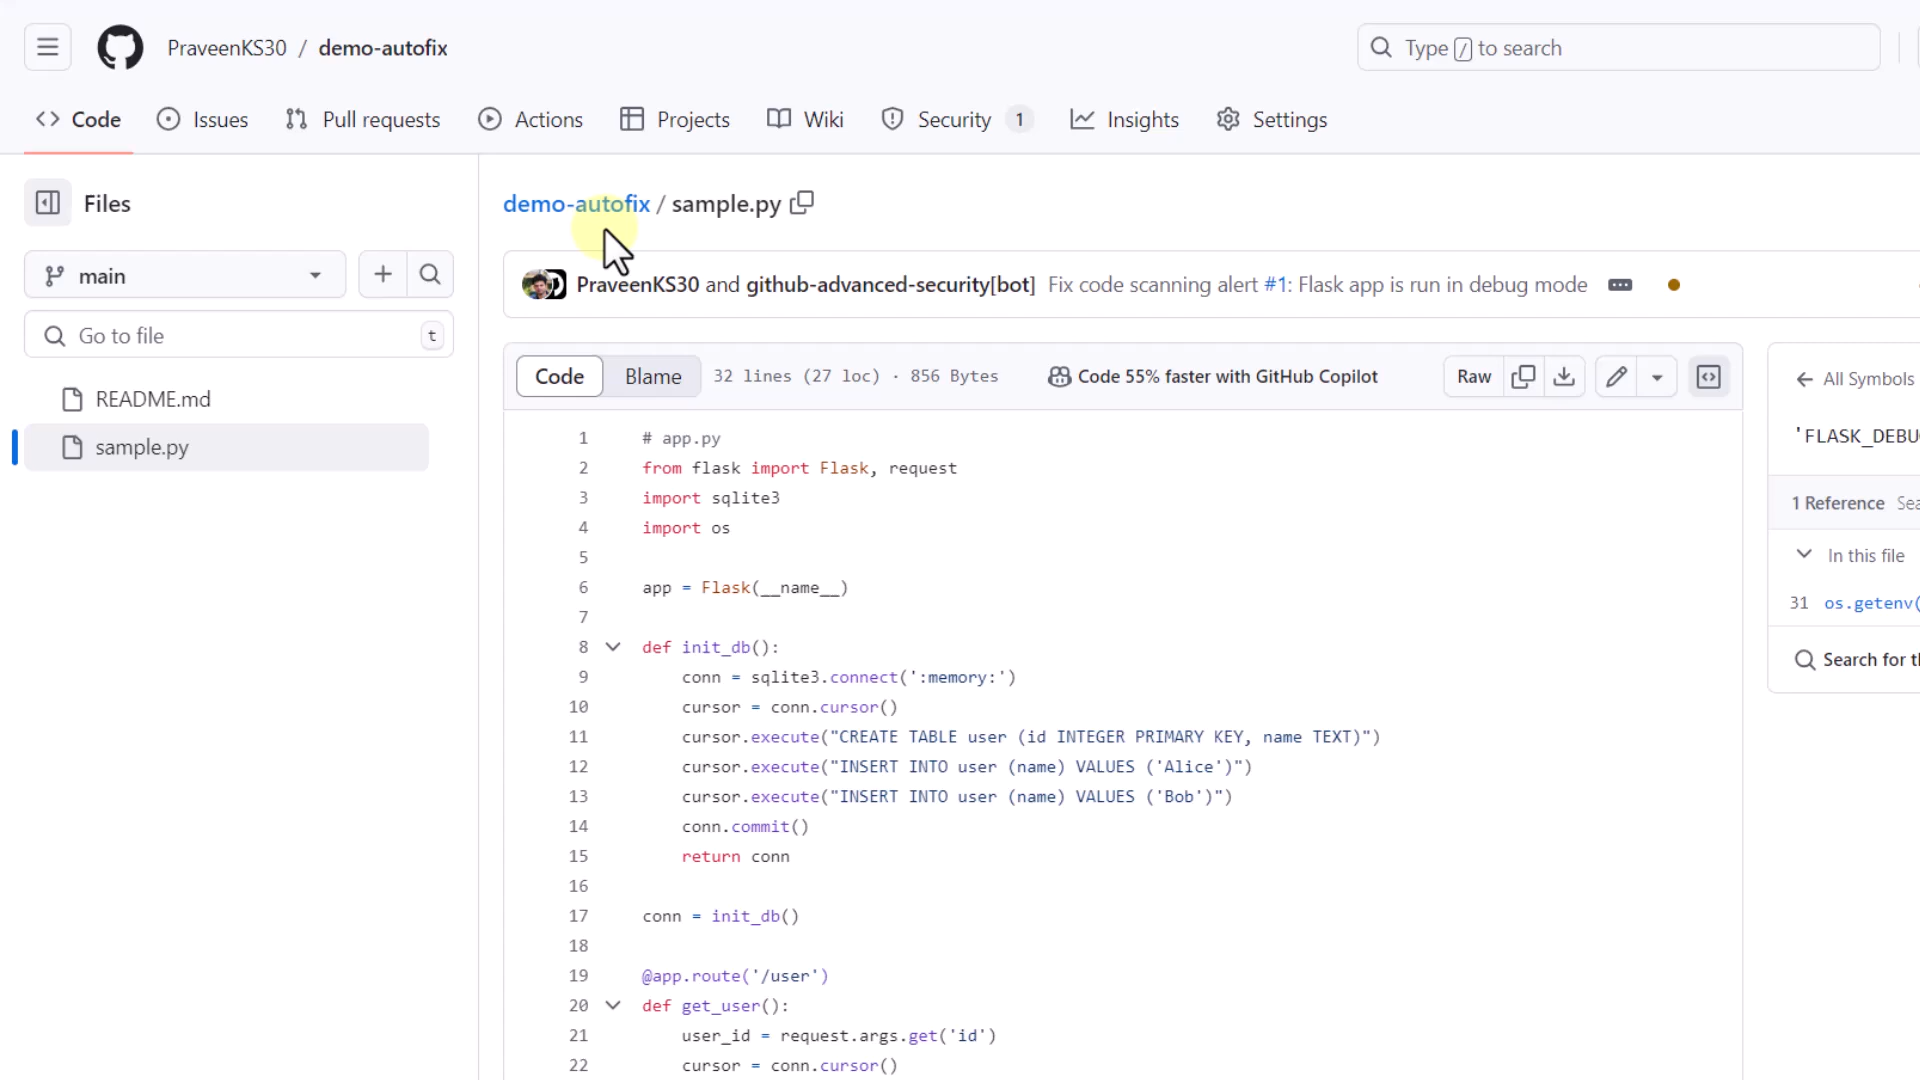 PraveenKS30 / demo-autofix
Type / to search
Code
Issues
Pull requests
Actions
Projects
Wiki
Security 1
Insights
Settings
Files
main
Go to file
t
README.md
sample.py
demo-autofix / sample.py
PraveenKS30 and github-advanced-security[bot] Fix code scanning alert #1: Flask app is run in debug mode
Code
Blame
32 lines (27 loc) · 856 Bytes
Code 55% faster with GitHub Copilot
Raw
1 # app.py
2 from flask import Flask, request
3 import sqlite3
4 import os
5
6 app = Flask(__name__)
7
8 def init_db():
9 conn = sqlite3.connect(':memory:')
10 cursor = conn.cursor()
11 cursor.execute("CREATE TABLE user (id INTEGER PRIMARY KEY, name TEXT)")
12 cursor.execute("INSERT INTO user (name) VALUES ('Alice')")
13 cursor.execute("INSERT INTO user (name) VALUES ('Bob')")
14 conn.commit()
15 return conn
16
17 conn = init_db()
18
19 @app.route('/user')
20 def get_user():
21 user_id = request.args.get('id')
22 cursor = conn.cursor()
All Symbols
'FLASK_DEBU
1 Reference
In this file
31 os.getenv(
Search for